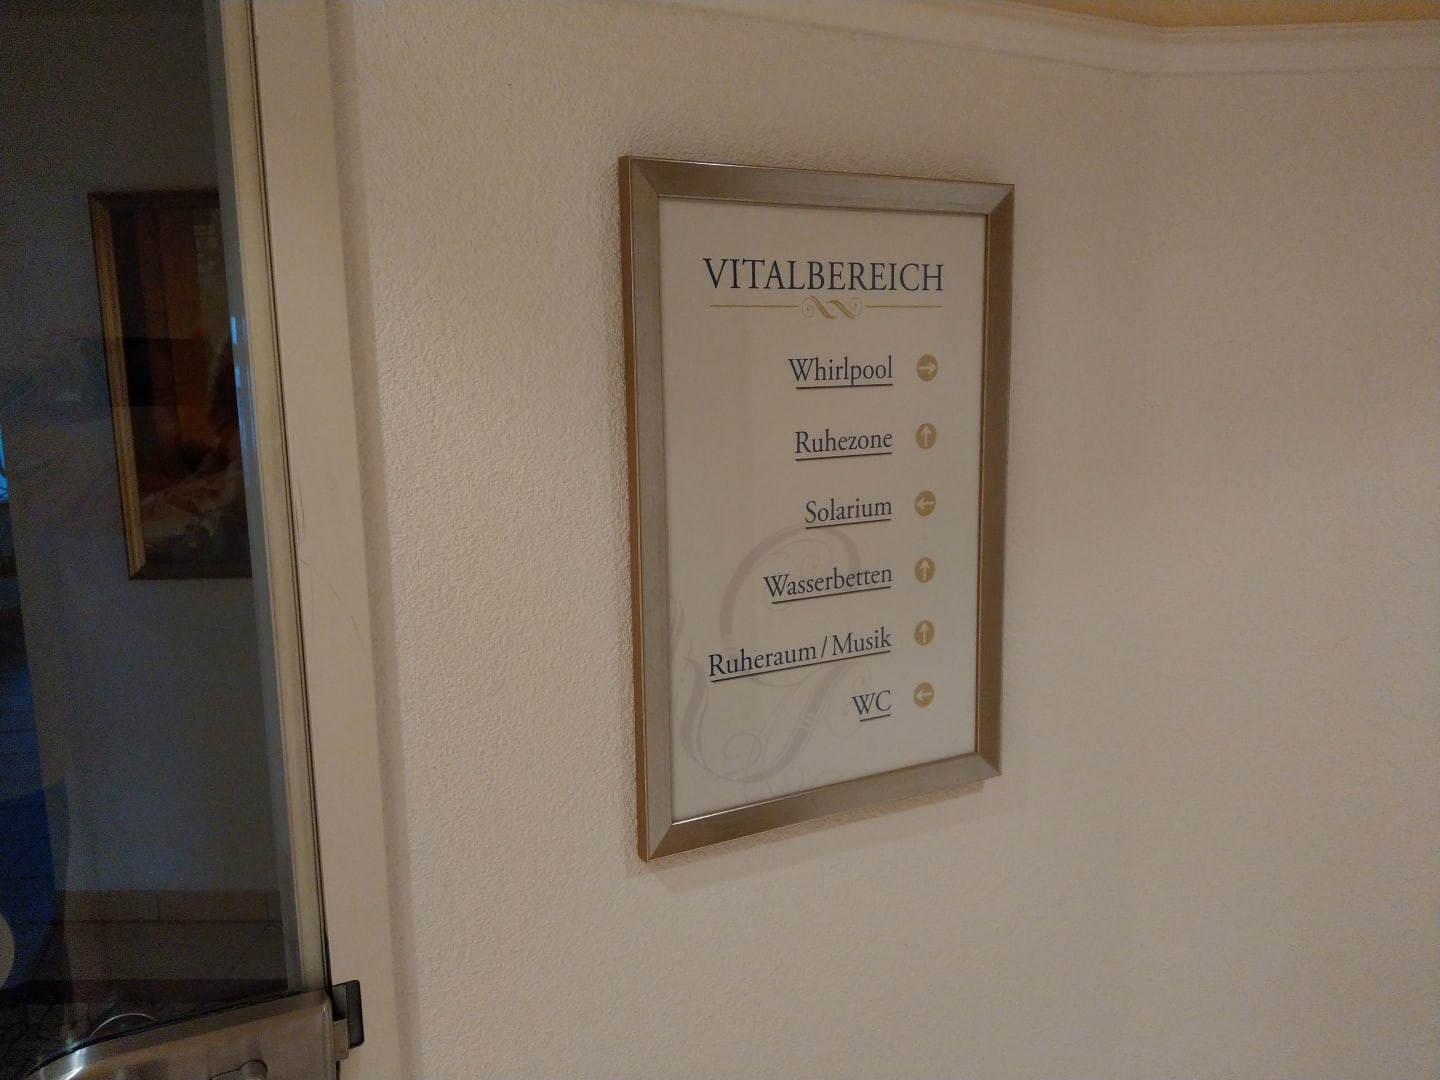 VITALBEREICH
Whirlpool →
Ruhezone ↑
Solarium ←
Wasserbetten ↑
Ruheraum / Musik ↑
WC ←